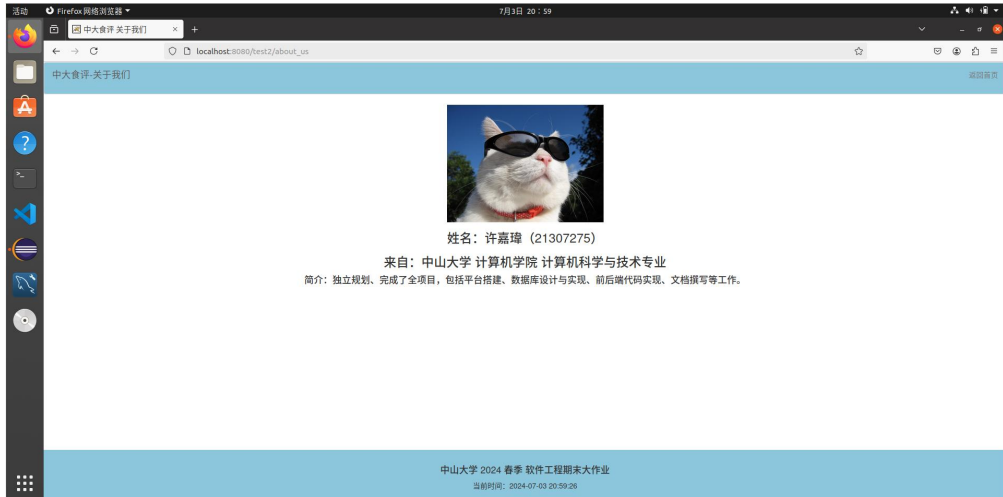 活动 Firefox 网络浏览器 7月3日 20：59
中大食评 关于我们
localhost:8080/test2/about_us
中大食评-关于我们 返回首页
姓名：许嘉瑋（21307275）
来自：中山大学 计算机学院 计算机科学与技术专业
简介：独立规划、完成了全项目，包括平台搭建、数据库设计与实现、前后端代码实现、文档撰写等工作。
中山大学 2024 春季 软件工程期末大作业
当前时间：2024-07-03 20:59:26